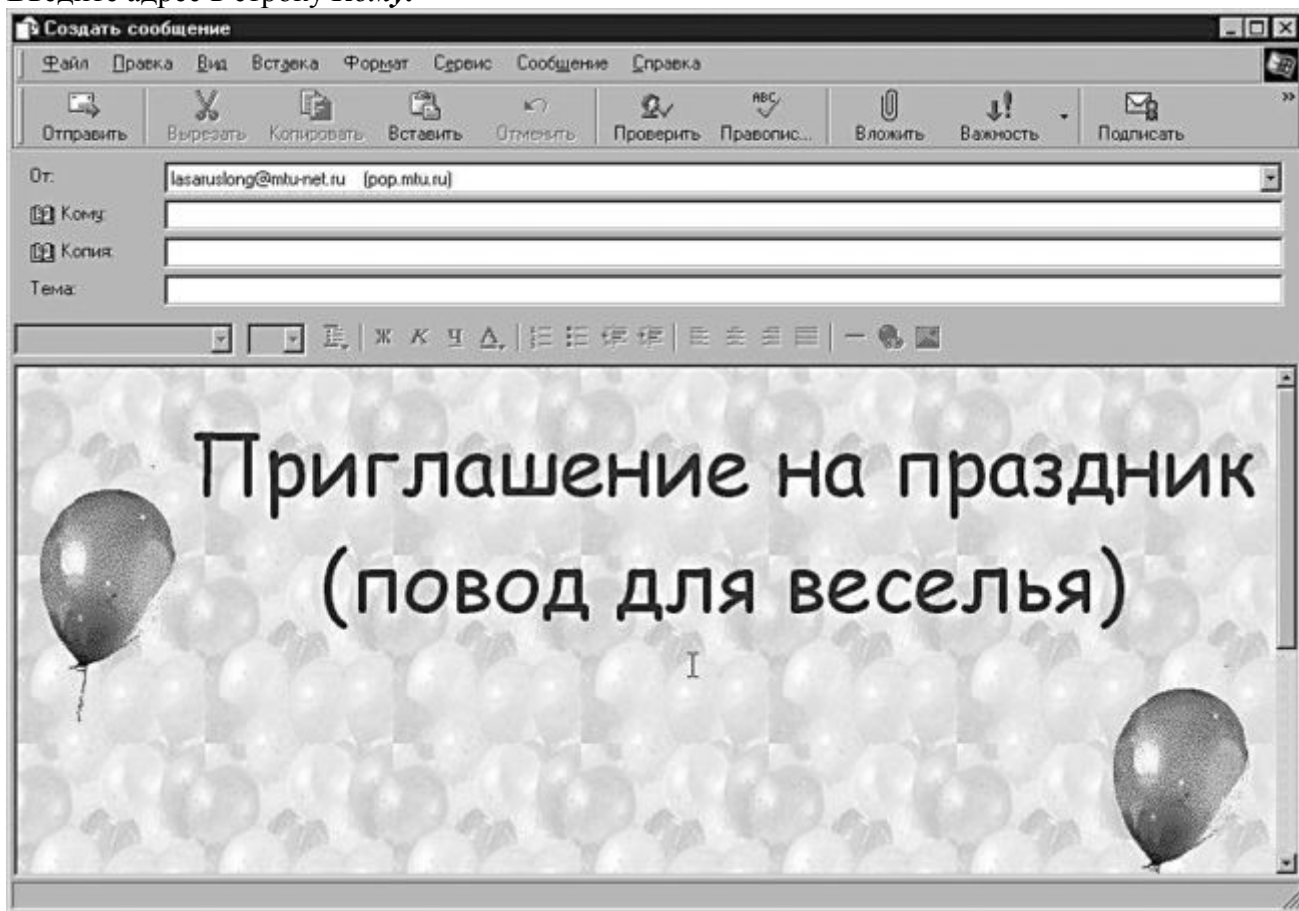 Введите адрес в строку Кому.
Создать сообщение
Файл Правка Вид Вставка Формат Сервис Сообщение Справка
Отправить Вырезать Копировать Вставить Отменить Проверить Правопис... Вложить Важность Подписать
От: lasaruslong@mtu-net.ru (pop.mtu.ru)
Кому:
Копия:
Тема:
Ж К Ч
Приглашение на праздник
(повод для веселья)